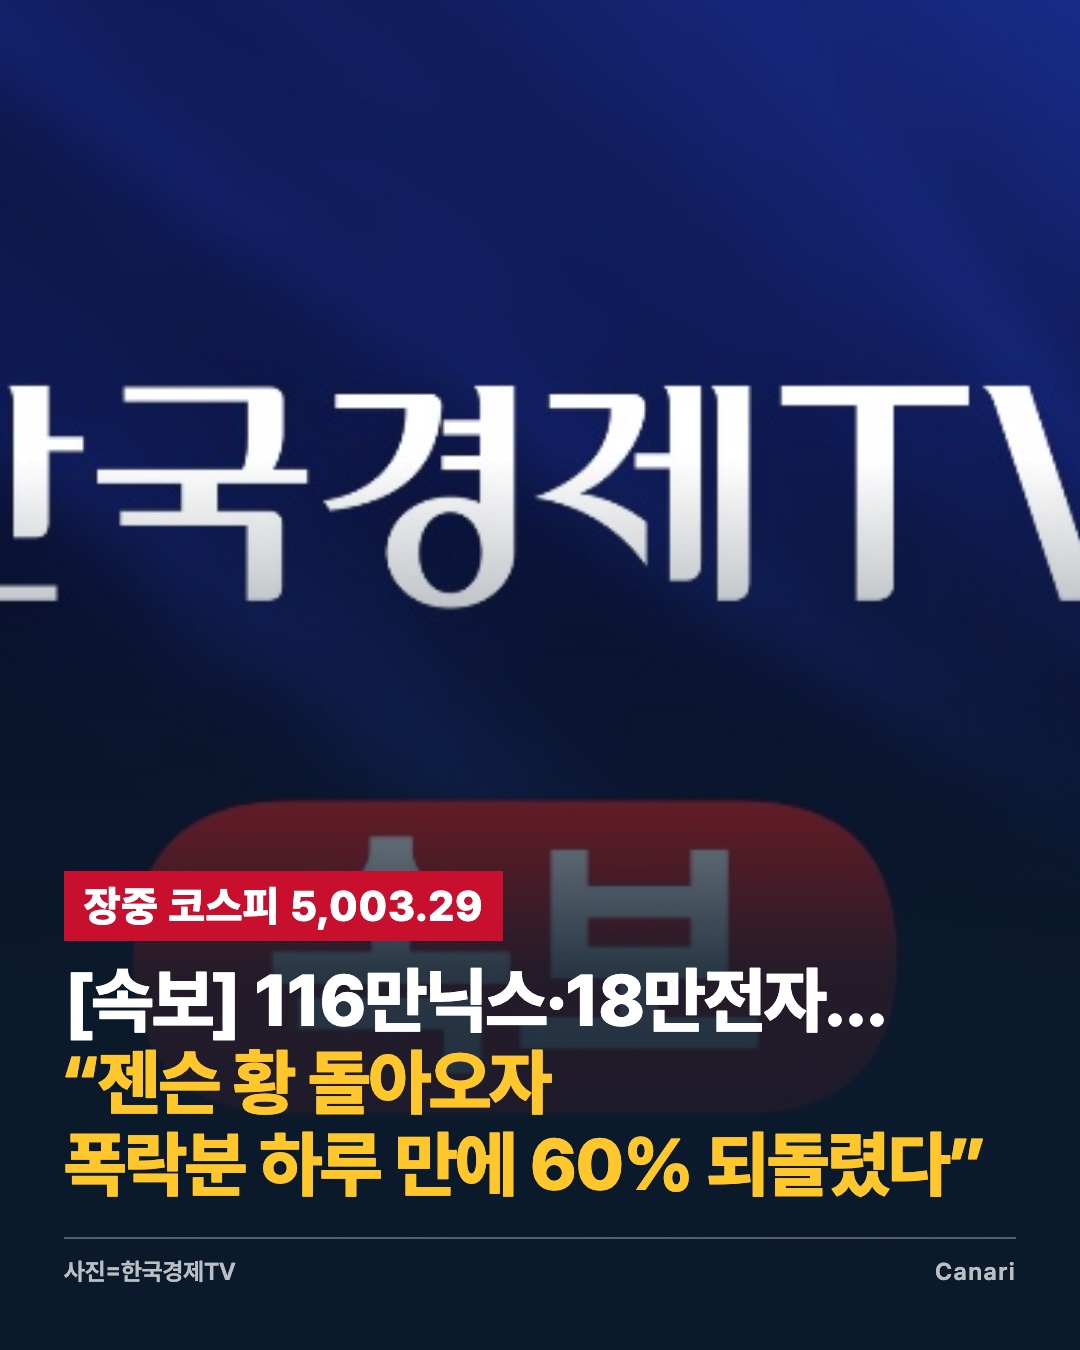 한국경제TV
속보
장중 코스피 5,003.29
[속보] 116만닉스·18만전자...
“젠슨 황 돌아오자
폭락분 하루 만에 60% 되돌렸다”
사진=한국경제TV
Canari